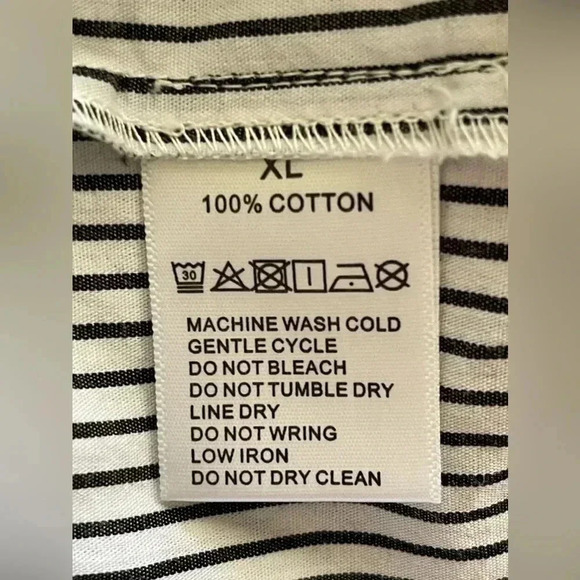 XL
100% COTTON
30
MACHINE WASH COLD
GENTLE CYCLE
DO NOT BLEACH
DO NOT TUMBLE DRY
LINE DRY
DO NOT WRING
LOW IRON
DO NOT DRY CLEAN